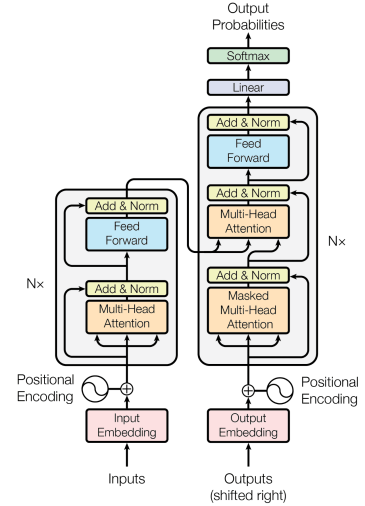 Output
Probabilities
Softmax
Linear
Add & Norm
Feed
Forward
Add & Norm
Multi-Head
Attention
Add & Norm
Masked
Multi-Head
Attention
N×
Add & Norm
Feed
Forward
Add & Norm
Multi-Head
Attention
N×
Positional
Encoding
Positional
Encoding
Input
Embedding
Output
Embedding
Inputs
Outputs
(shifted right)